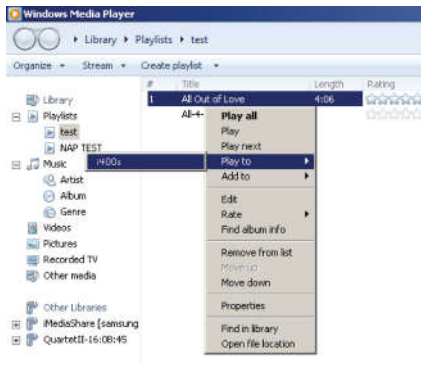 Windows Media Player
Library ▸ Playlists ▸ test
Organize Stream Create playlist
# Title Length Rating
Library
1 All Out of Love 4:06
Playlists
All-4-
Play all
test
Play
NAP TEST
Play next
Music
i400s
Play to
Artist
Add to
Album
Edit
Genre
Rate
Videos
Find album info
Pictures
Recorded TV
Remove from list
Other media
Move up
Move down
Other Libraries
Properties
iMediaShare [samsung
QuartetII-16:08:45
Find in library
Open file location